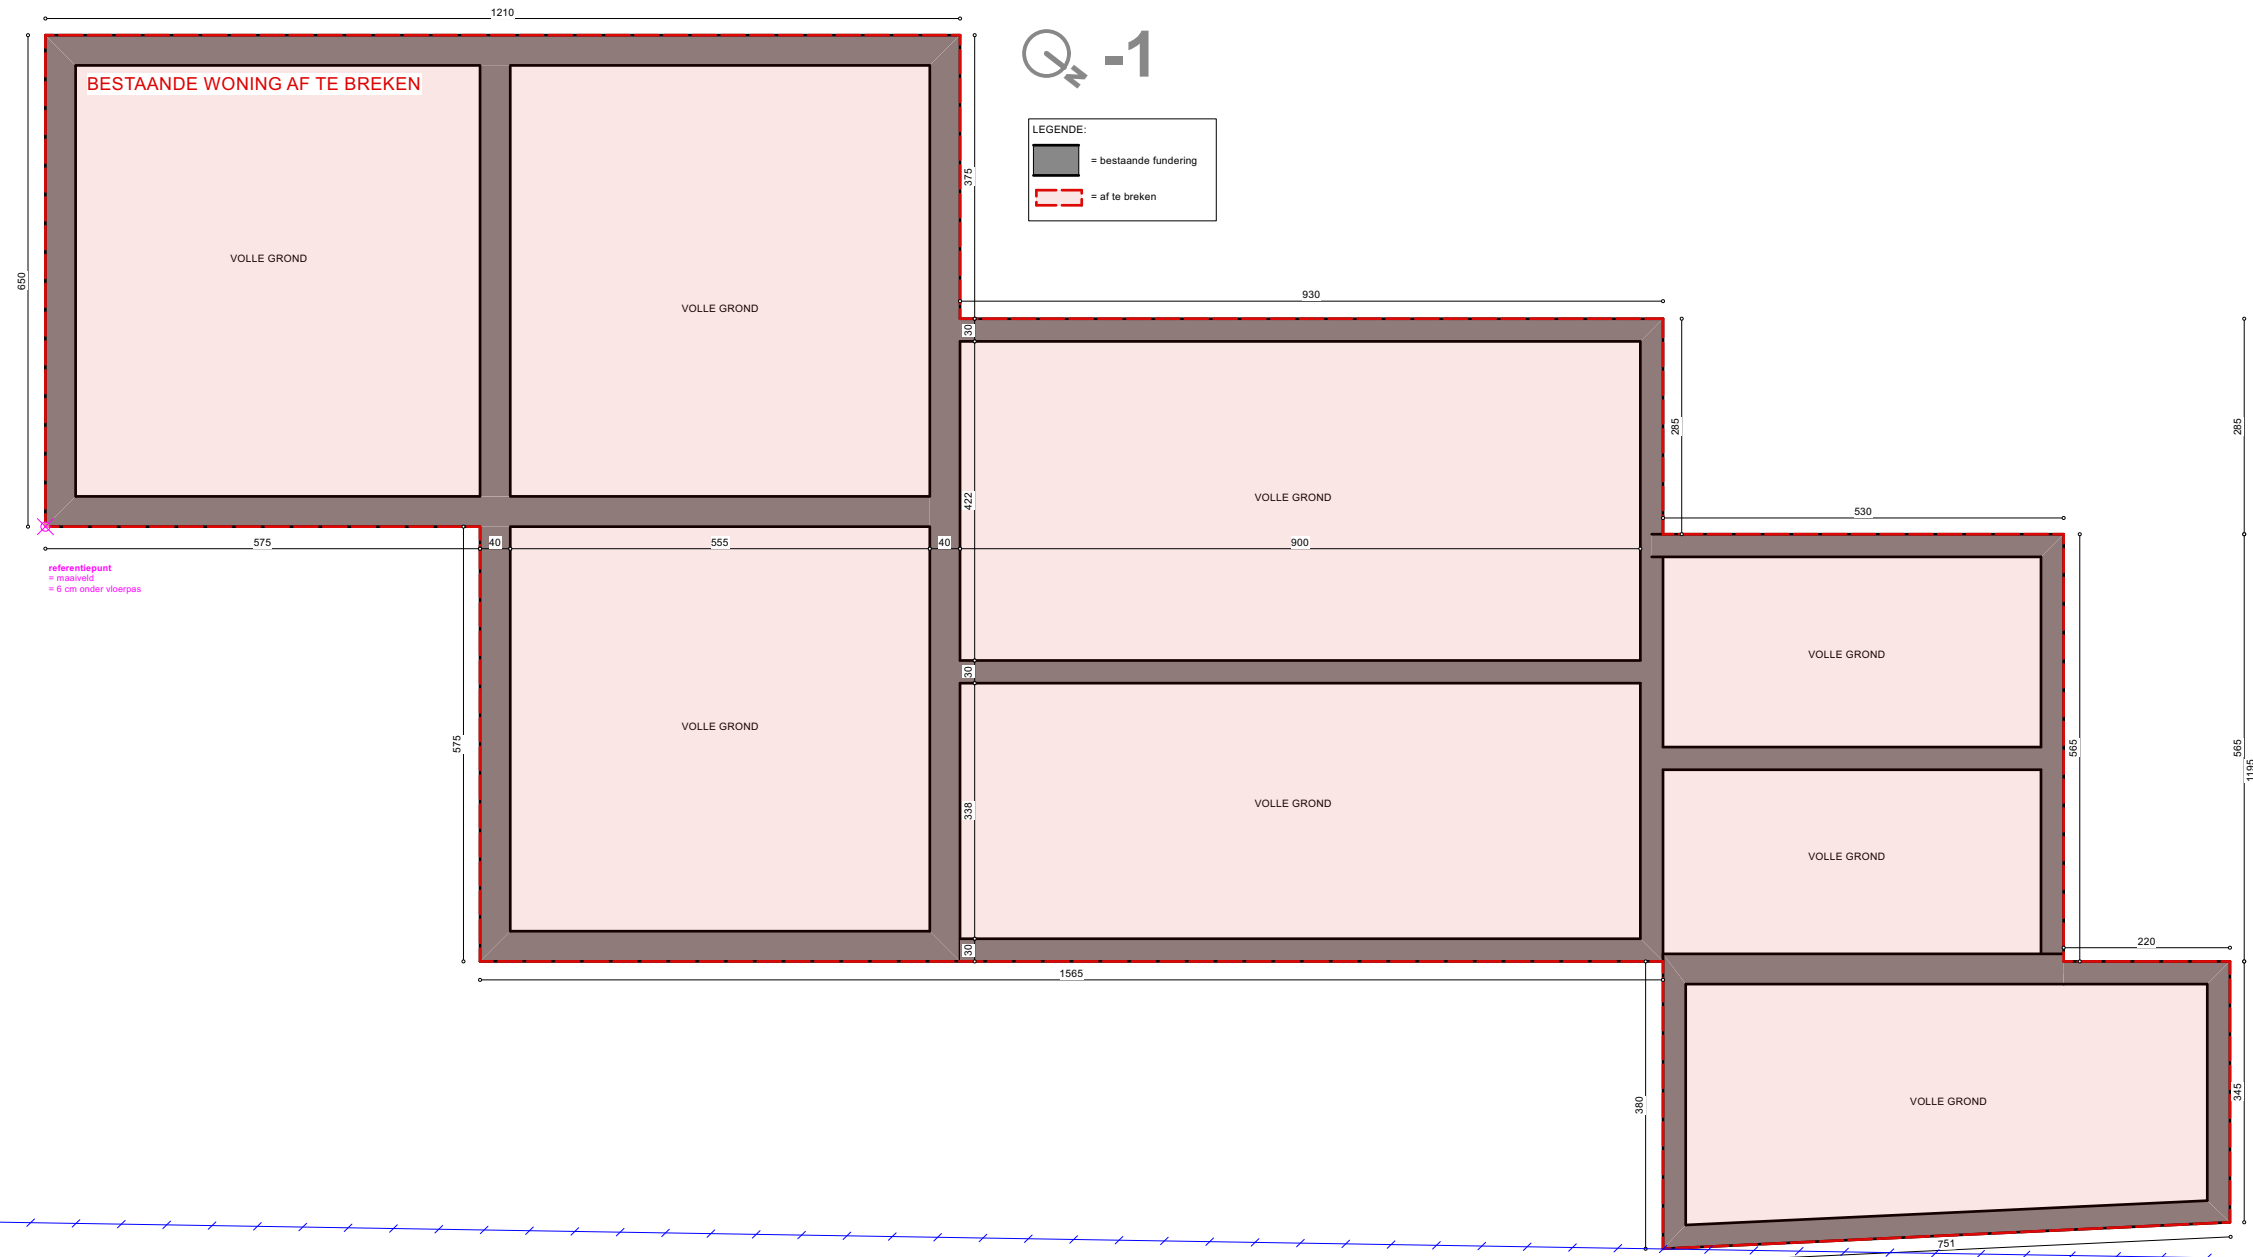 1210
-1
N
BESTAANDE WONING AF TE BREKEN
LEGENDE:
= bestaande fundering
= af te breken
375
650
VOLLE GROND
VOLLE GROND
930
30
285
285
422
VOLLE GROND
530
575
40
555
40
900
referentiepunt
= maaiveld
= 6 cm onder vloerpas
VOLLE GROND
30
VOLLE GROND
575
565
565
1195
338
VOLLE GROND
VOLLE GROND
30
220
1565
380
VOLLE GROND
345
751